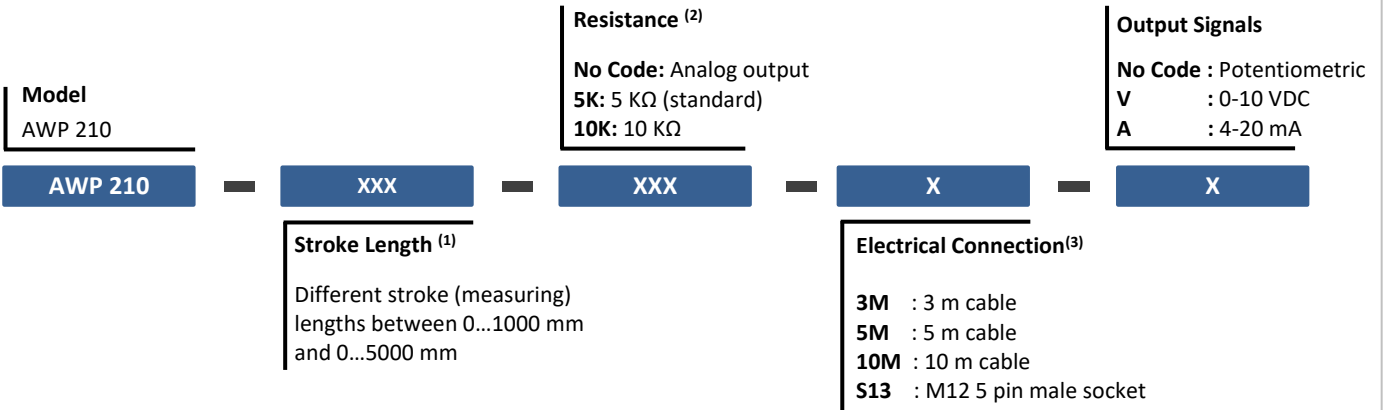 Model
AWP 210
Resistance (2)
No Code: Analog output
5K: 5 KΩ (standard)
10K: 10 KΩ
Output Signals
No Code : Potentiometric
V : 0-10 VDC
A : 4-20 mA
AWP 210 XXX XXX X X
Stroke Length (1)
Different stroke (measuring)
lengths between 0...1000 mm
and 0...5000 mm
Electrical Connection(3)
3M : 3 m cable
5M : 5 m cable
10M : 10 m cable
S13 : M12 5 pin male socket